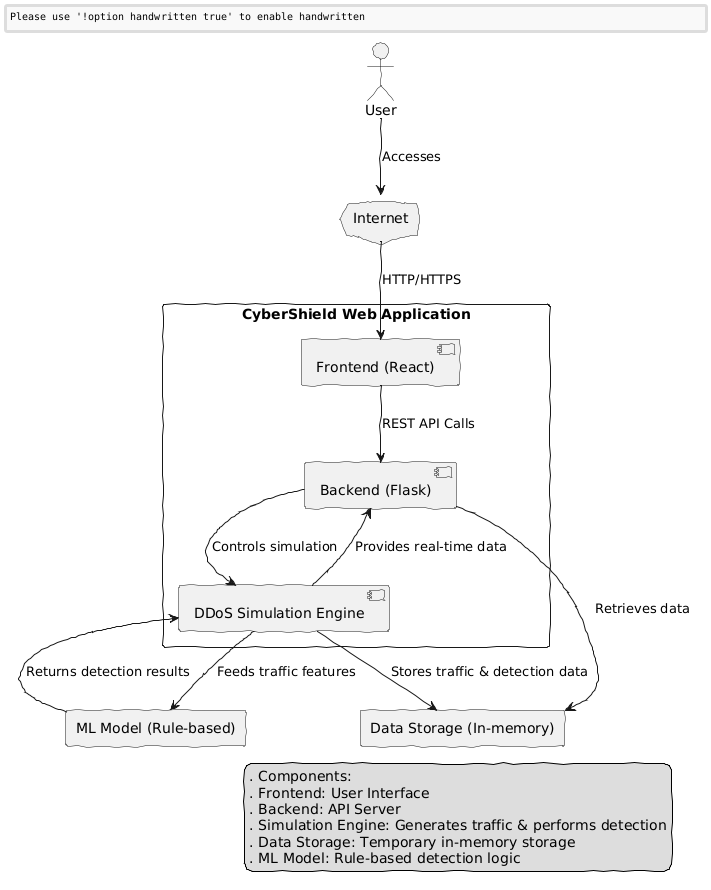 Please use '!option handwritten true' to enable handwritten
User
Accesses
Internet
HTTP/HTTPS
CyberShield Web Application
Frontend (React)
REST API Calls
Backend (Flask)
Controls simulation
Provides real-time data
DDoS Simulation Engine
Retrieves data
Returns detection results
Feeds traffic features
Stores traffic & detection data
ML Model (Rule-based)
Data Storage (In-memory)
. Components:
. Frontend: User Interface
. Backend: API Server
. Simulation Engine: Generates traffic & performs detection
. Data Storage: Temporary in-memory storage
. ML Model: Rule-based detection logic